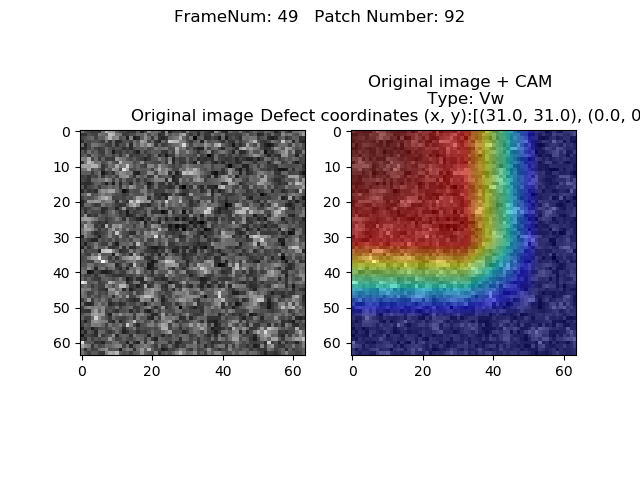 FrameNum: 49   Patch Number: 92
Original image + CAM
Type: Vw
Original image
Defect coordinates (x, y):[(31.0, 31.0), (0.0, 0
0
10
20
30
40
50
60
0 20 40 60
0
10
20
30
40
50
60
0 20 40 60